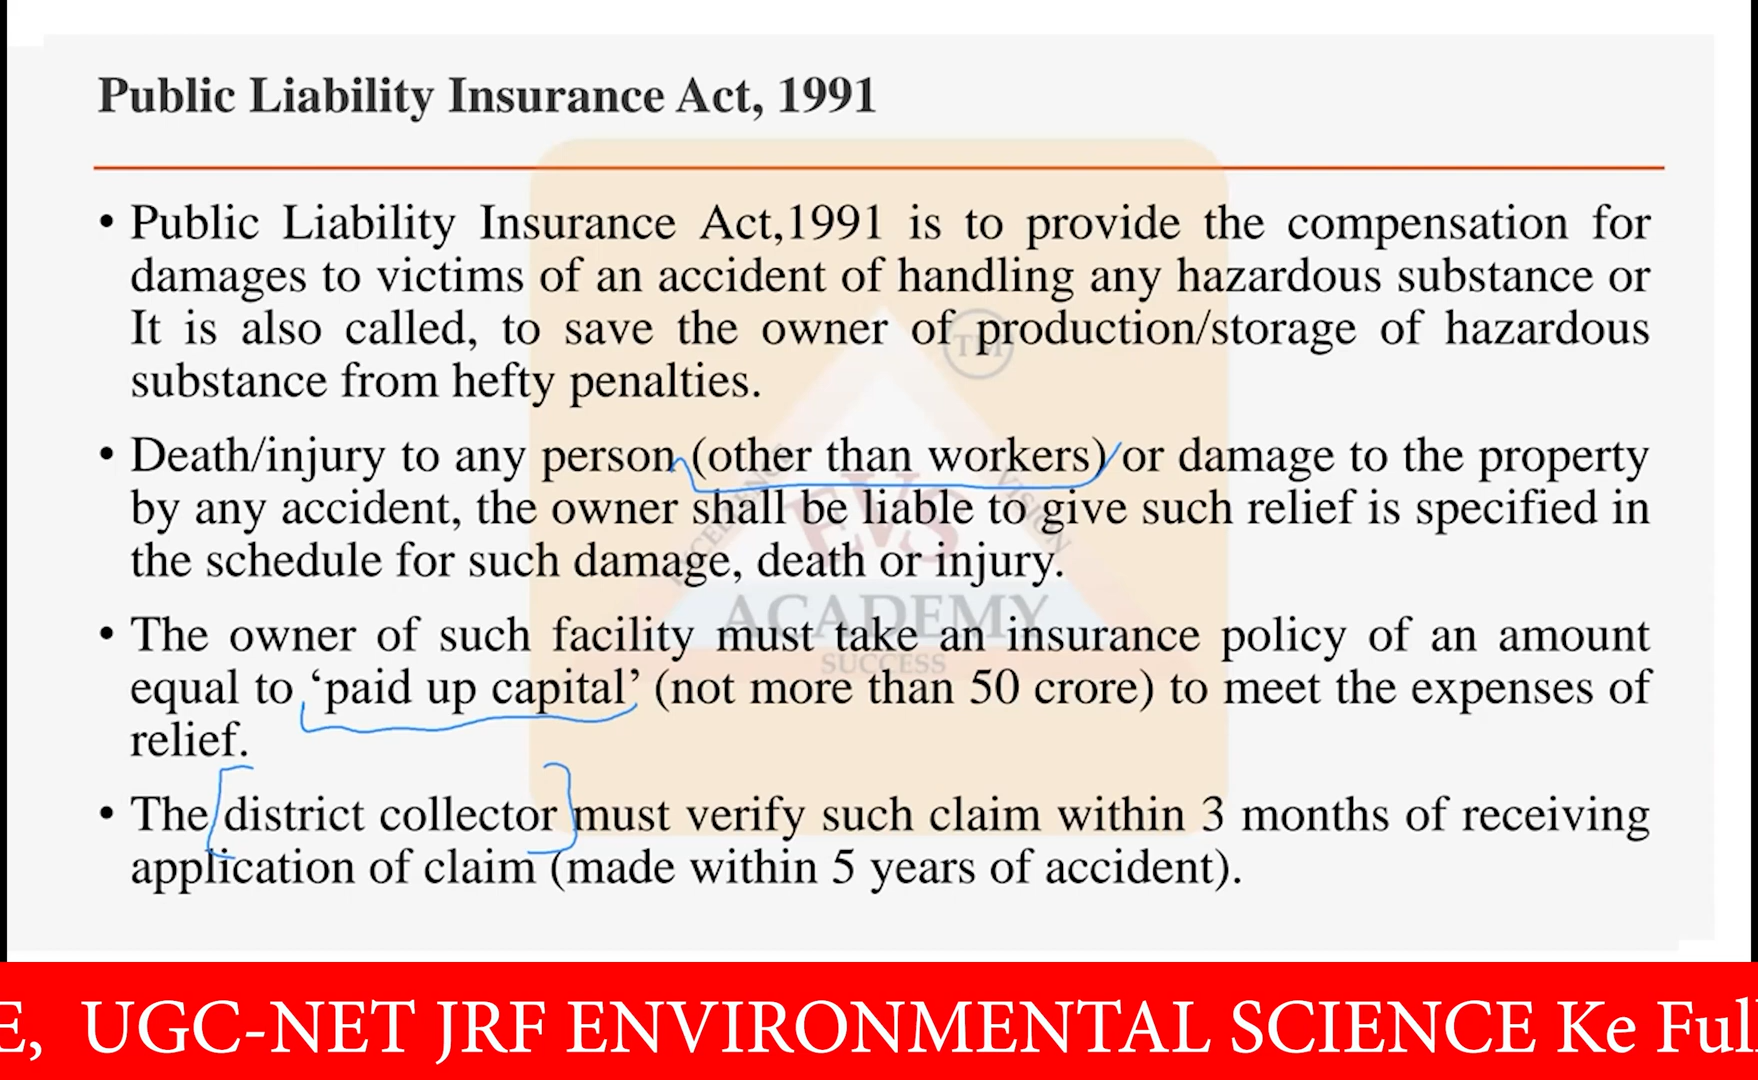 Public Liability Insurance Act, 1991
• Public Liability Insurance Act,1991 is to provide the compensation for
damages to victims of an accident of handling any hazardous substance or
It is also called, to save the owner of production/storage of hazardous
substance from hefty penalties.
• Death/injury to any person (other than workers) or damage to the property
by any accident, the owner shall be liable to give such relief is specified in
the schedule for such damage, death or injury.
• The owner of such facility must take an insurance policy of an amount
equal to ‘paid up capital’ (not more than 50 crore) to meet the expenses of
relief.
• The district collector must verify such claim within 3 months of receiving
application of claim (made within 5 years of accident).
TM
EXCELLENCE
VISION
EVS
ACADEMY
SUCCESS
E, UGC-NET JRF ENVIRONMENTAL SCIENCE Ke Ful